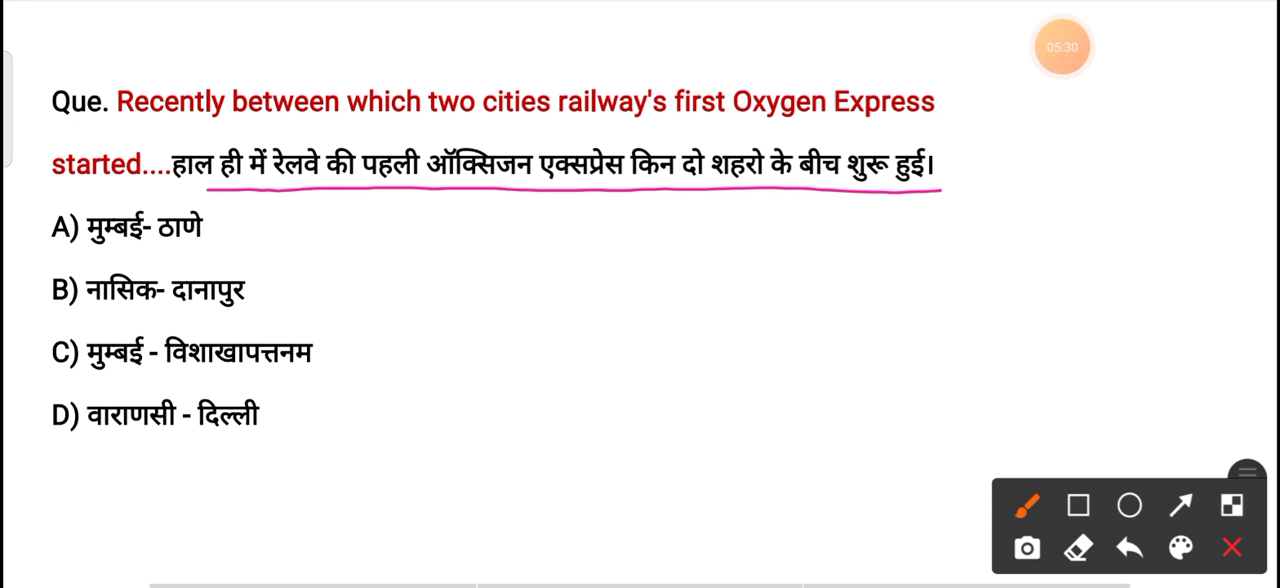 05:30
Que. Recently between which two cities railway's first Oxygen Express
started....हाल ही में रेलवे की पहली ऑक्सिजन एक्सप्रेस किन दो शहरो के बीच शुरू हुई।
A) मुम्बई- ठाणे
B) नासिक- दानापुर
C) मुम्बई - विशाखापत्तनम
D) वाराणसी - दिल्ली